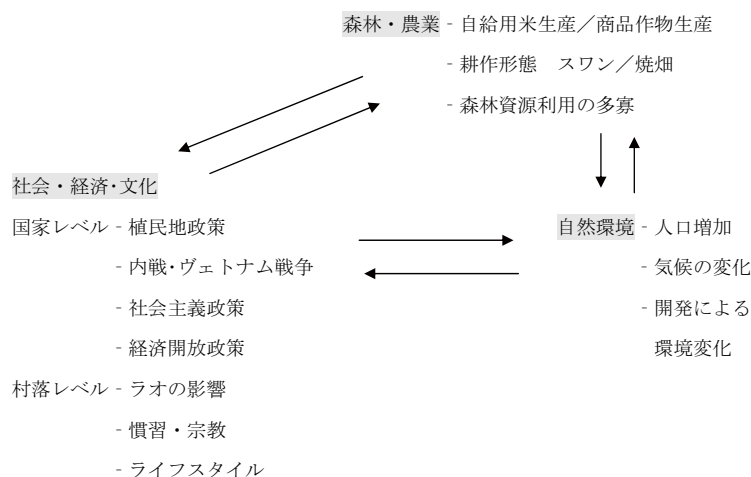 森林・農業 - 自給用米生産／商品作物生産
- 耕作形態　スワン／焼畑
- 森林資源利用の多寡
社会・経済・文化
国家レベル - 植民地政策
- 内戦・ヴェトナム戦争
- 社会主義政策
- 経済開放政策
村落レベル - ラオの影響
- 慣習・宗教
- ライフスタイル
自然環境 - 人口増加
- 気候の変化
- 開発による
環境変化